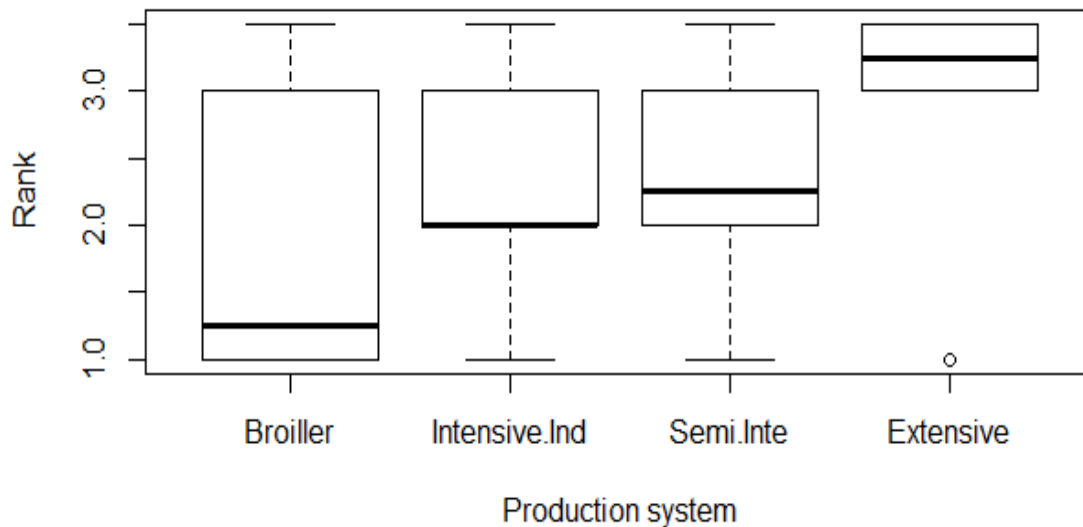 Rank
3.0
2.0
1.0
Broiller Intensive.Ind Semi.Inte Extensive
Production system